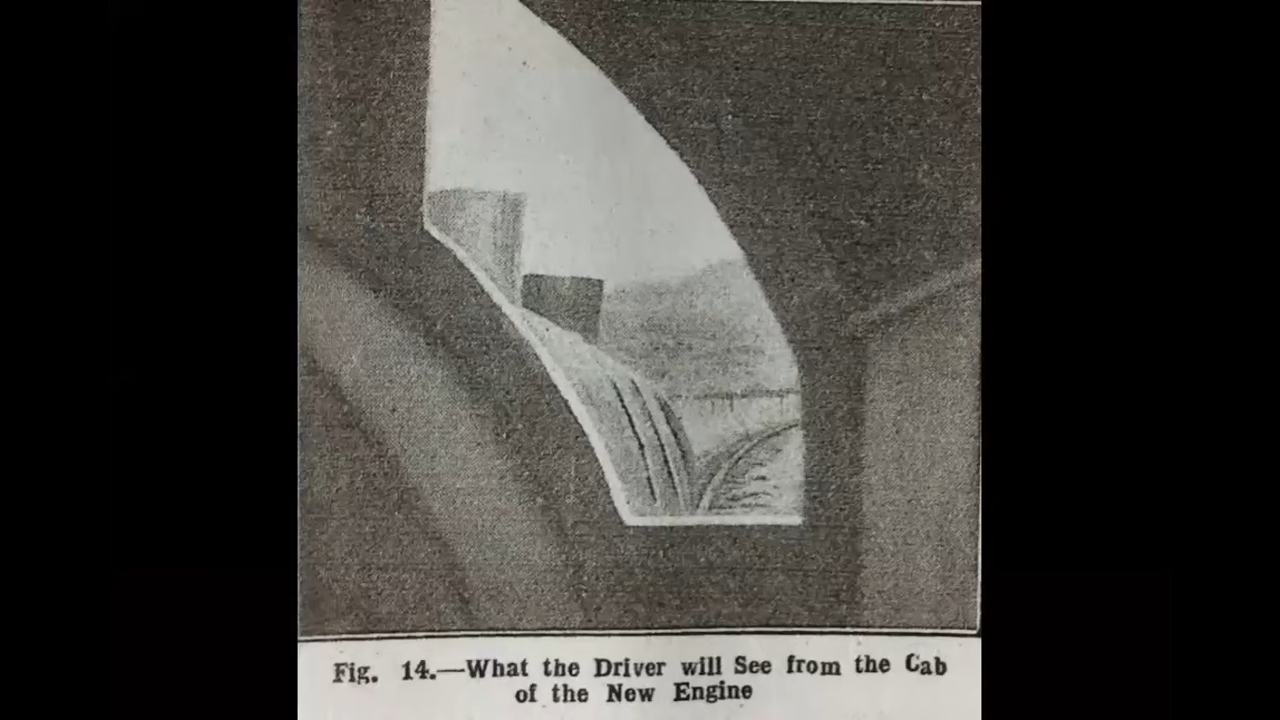 Fig. 14.—What the Driver will See from the Cab
of the New Engine